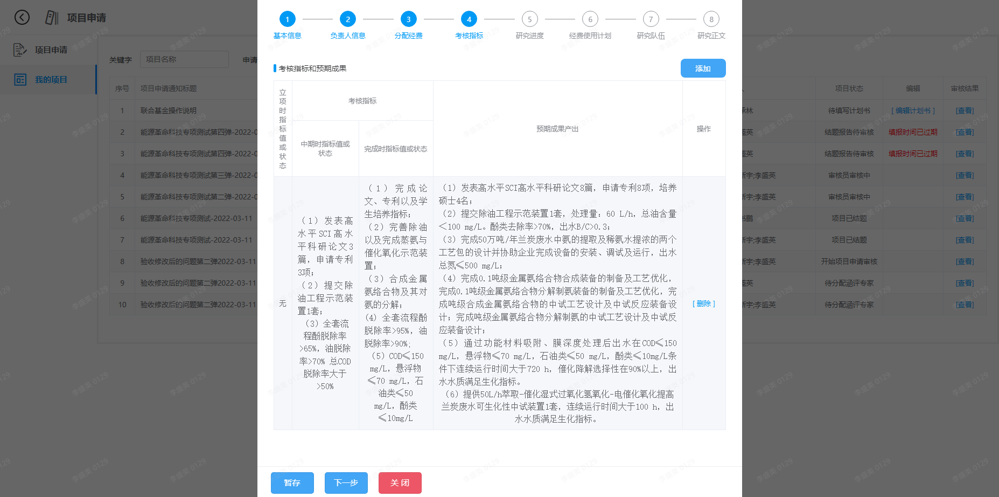 项目申请
项目申请
我的项目
关键字 项目名称 申请
序号 项目申请通知标题
1 联合基金操作说明
2 能源革命科技专项测试第四弹-2022-0
3 能源革命科技专项测试第四弹-2022-0
4 能源革命科技专项测试第三弹-2022-0
5 能源革命科技专项测试第二弹-2022-0
6 能源革命科技专项测试-2022-03-11
7 能源革命科技专项测试-2022-03-11
8 验收修改后的问题第二弹2022-03-11
9 验收修改后的问题第二弹2022-03-11
10 验收修改后的问题第二弹2022-03-11
1 2 3 4 5 6 7 8
基本信息 负责人信息 分配经费 考核指标 研究进度 经费使用计划 研究队伍 研究正文
考核指标和预期成果 添加
立项时指标值或状态
考核指标
中期时指标值或
状态
完成时指标值或状态
预期成果产出
操作
无
（1）发表高
水平SCI高水
平科研论文3
篇，申请专利
3项；
（2）提交除
油工程示范装
置1套；
（3）全套流
程酚脱除率
>65%，油脱除
率>70% 总COD
脱除率大于
>50%
（1）完成论
文、专利以及学
生培养指标；
（2）完善除油
以及完成蒸氨与
催化氧化示范装
置；
（3）合成金属
氨络合物及其对
氨的分解；
（4）全套流程酚
脱除率>95%，油
脱除率>90%；
（5）COD≤150
mg/L，悬浮物
≤70 mg/L，石
油类≤50
mg/L，酚类
≤10mg/L
（1）发表高水平SCI高水平科研论文8篇，申请专利8项，培养
硕士4名；
（2）提交除油工程示范装置1套，处理量：60 L/h，总油含量
＜100 mg/L。酚类去除率>70%，出水B/C>0.3；
（3）完成50万吨/年兰炭废水中氨的提取及稀氨水提浓的两个
工艺包的设计并协助企业完成设备的安装、调试及运行，出水
总氮≤500 mg/L；
（4）完成0.1吨级金属氨络合物合成装备的制备及工艺优化，
完成0.1吨级金属氨络合物分解制氨装备的制备及工艺优化，完
成吨级合成金属氨络合物的中试工艺设计及中试反应装备设
计；完成吨级金属氨络合物分解制氨的中试工艺设计及中试反
应装备设计；
（5）通过功能材料吸附、膜深度处理后出水在COD≤150
mg/L，悬浮物≤70 mg/L，石油类≤50 mg/L，酚类≤10mg/L条
件下连续运行时间大于720 h，催化降解选择性在90%以上，出
水水质满足生化指标。
（6）提供50L/h萃取-催化湿式过氧化氢氧化-电催化氧化提高
兰炭废水可生化性中试装置1套，连续运行时间大于100 h，出
水水质满足生化指标。
[ 删除 ]
暂存 下一步 关 闭
项目状态 编辑 审核结果
林 待填写计划书 [ 编辑计划书 ] [查看]
盛英 结题报告待审核 填报时间已过期 [查看]
盛英 结题报告待审核 填报时间已过期 [查看]
宇;李盛英 审核员审核中 [查看]
宇;李盛英 审核员审核中 [查看]
鹏 项目已结题 [查看]
宇;李盛英 项目已结题 [查看]
宇;李盛英 开始项目申请审核 [查看]
盛英 待分配函评专家 [查看]
宇;李盛英 待分配函评专家 [查看]
李盛英 0129